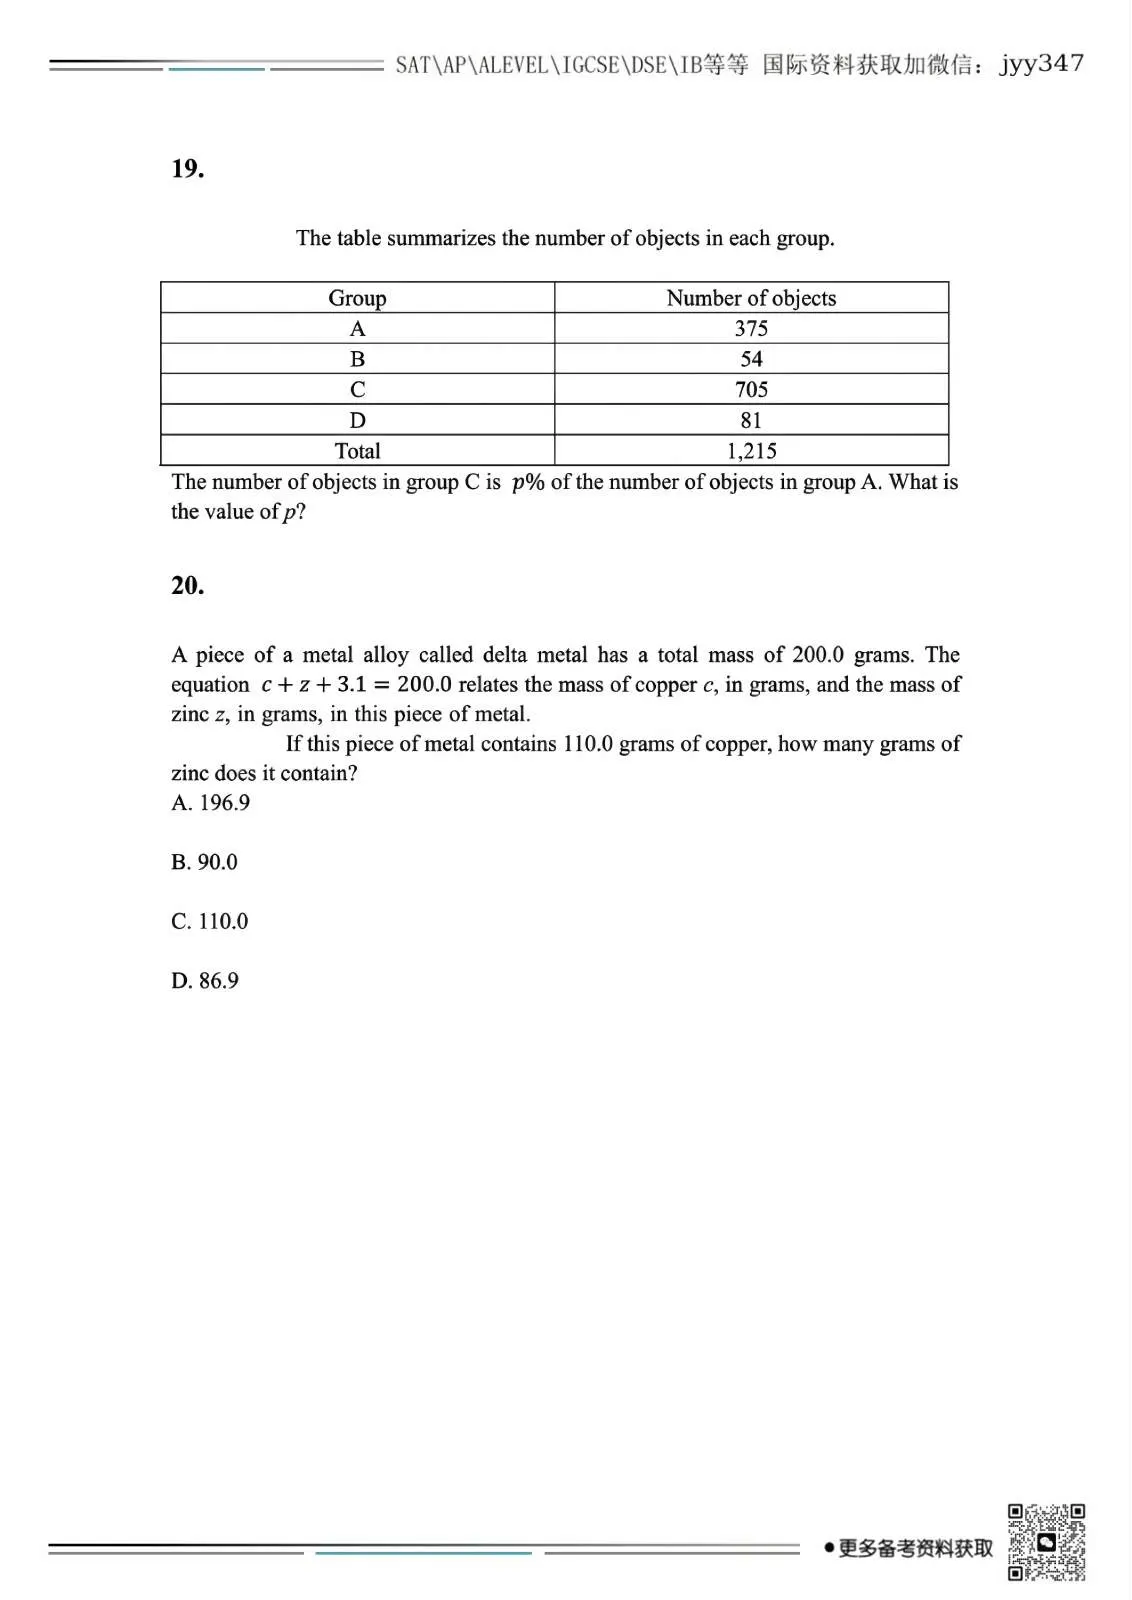 SAT\AP\ALEVEL\IGCSE\DSE\IB等等 国际资料获取加微信：jyy347
19.
The table summarizes the number of objects in each group.
Group Number of objects
A 375
B 54
C 705
D 81
Total 1,215
The number of objects in group C is p% of the number of objects in group A. What is
the value of p?
20.
A piece of a metal alloy called delta metal has a total mass of 200.0 grams. The
equation c + z + 3.1 = 200.0 relates the mass of copper c, in grams, and the mass of
zinc z, in grams, in this piece of metal.
If this piece of metal contains 110.0 grams of copper, how many grams of
zinc does it contain?
A. 196.9
B. 90.0
C. 110.0
D. 86.9
●更多备考资料获取